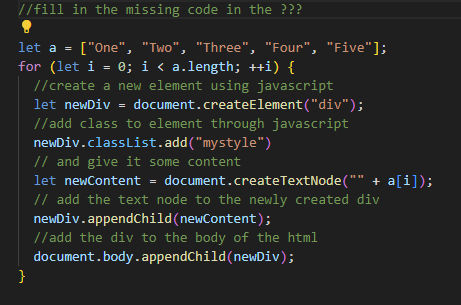 //fill in the missing code in the ???
let a = ["One", "Two", "Three", "Four", "Five"];
for (let i = 0; i < a.length; ++i) {
//create a new element using javascript
let newDiv = document.createElement("div");
//add class to element through javascript
newDiv.classList.add("mystyle")
// and give it some content
let newContent = document.createTextNode("" + a[i]);
// add the text node to the newly created div
newDiv.appendChild(newContent);
//add the div to the body of the html
document.body.appendChild(newDiv);
}